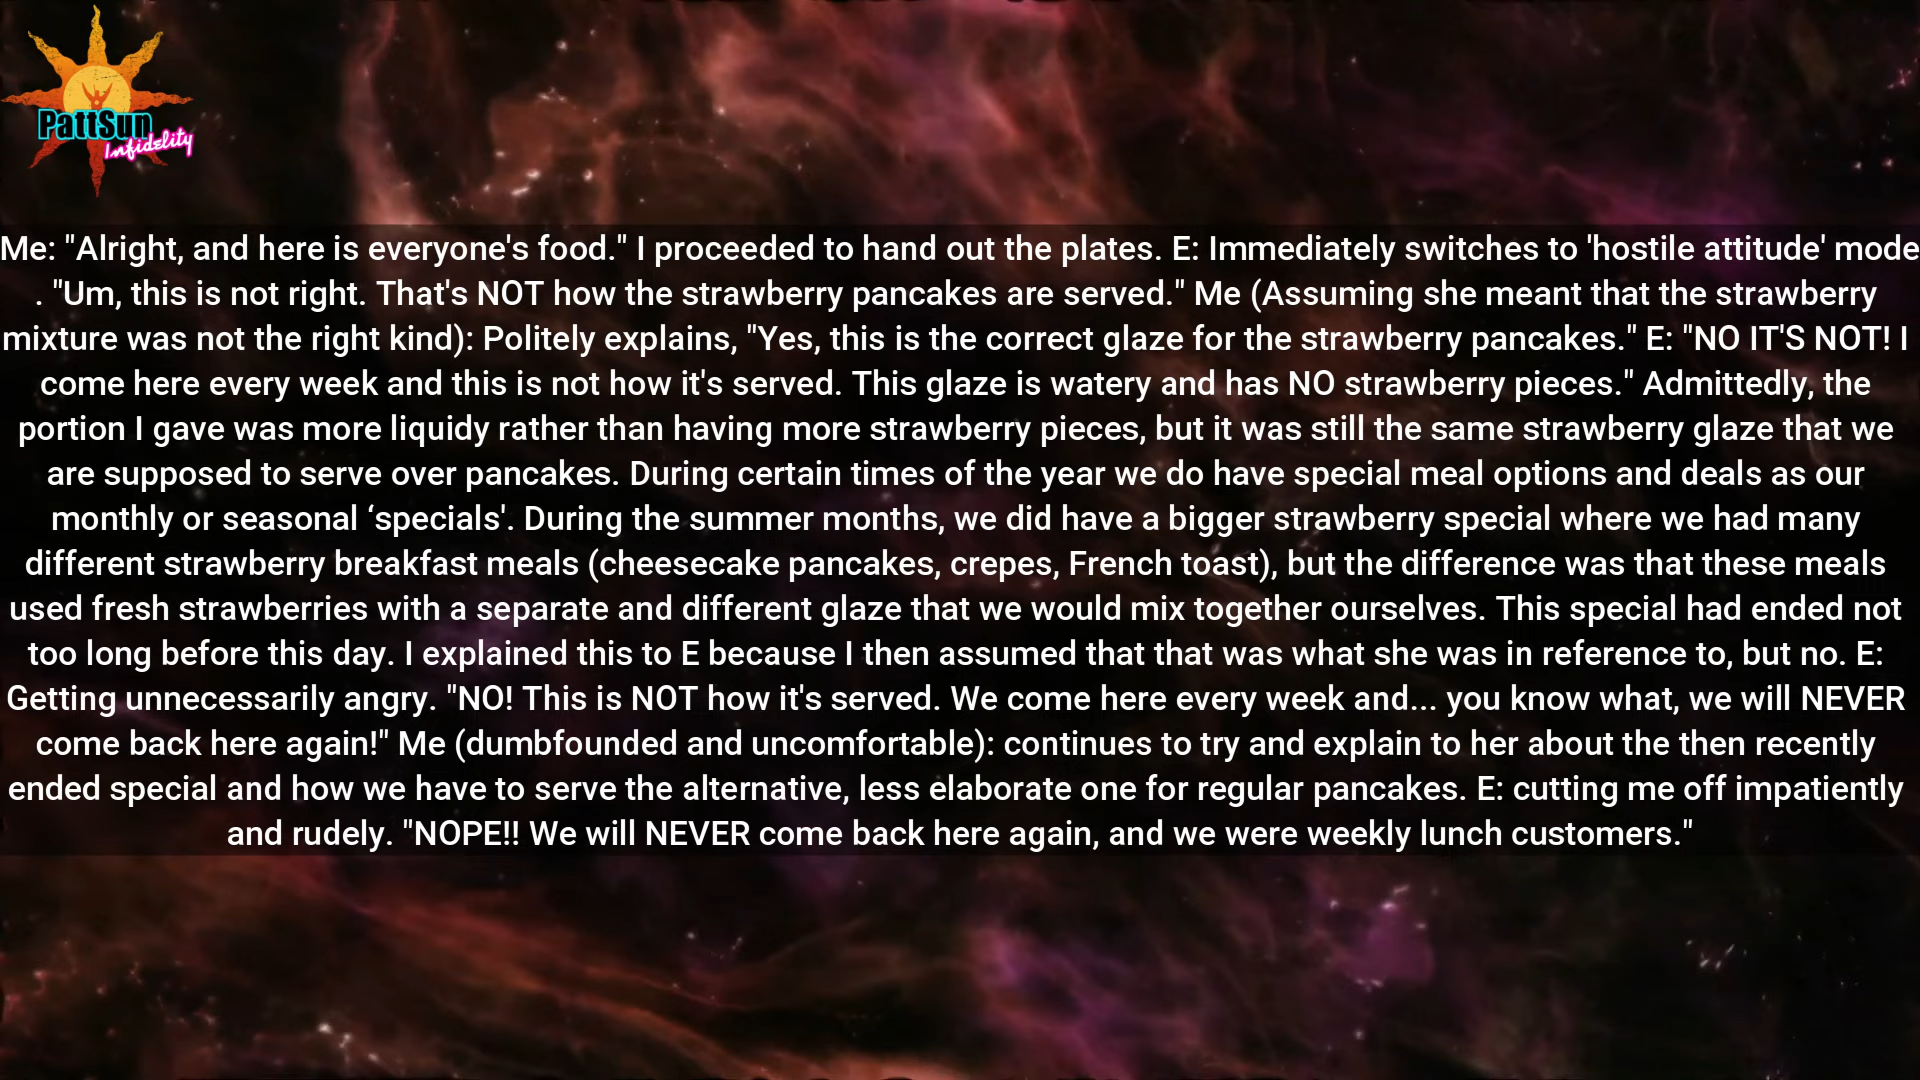 PattSun
Infidelity
Me: "Alright, and here is everyone's food." I proceeded to hand out the plates. E: Immediately switches to 'hostile attitude' mode
. "Um, this is not right. That's NOT how the strawberry pancakes are served." Me (Assuming she meant that the strawberry
mixture was not the right kind): Politely explains, "Yes, this is the correct glaze for the strawberry pancakes." E: "NO IT'S NOT! I
come here every week and this is not how it's served. This glaze is watery and has NO strawberry pieces." Admittedly, the
portion I gave was more liquidy rather than having more strawberry pieces, but it was still the same strawberry glaze that we
are supposed to serve over pancakes. During certain times of the year we do have special meal options and deals as our
monthly or seasonal ‘specials'. During the summer months, we did have a bigger strawberry special where we had many
different strawberry breakfast meals (cheesecake pancakes, crepes, French toast), but the difference was that these meals
used fresh strawberries with a separate and different glaze that we would mix together ourselves. This special had ended not
too long before this day. I explained this to E because I then assumed that that was what she was in reference to, but no. E:
Getting unnecessarily angry. "NO! This is NOT how it's served. We come here every week and... you know what, we will NEVER
come back here again!" Me (dumbfounded and uncomfortable): continues to try and explain to her about the then recently
ended special and how we have to serve the alternative, less elaborate one for regular pancakes. E: cutting me off impatiently
and rudely. "NOPE!! We will NEVER come back here again, and we were weekly lunch customers."